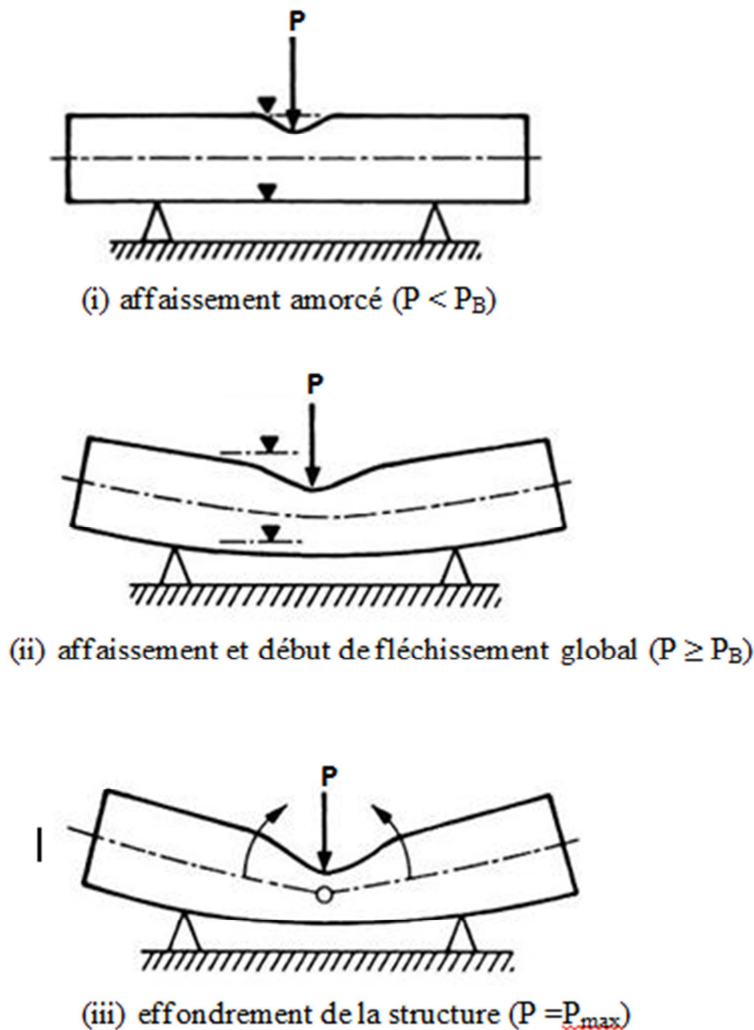 P
(i) affaissement amorcé (P < P_B)
P
(ii) affaissement et début de fléchissement global (P ≥ P_B)
P
(iii) effondrement de la structure (P =P_max)